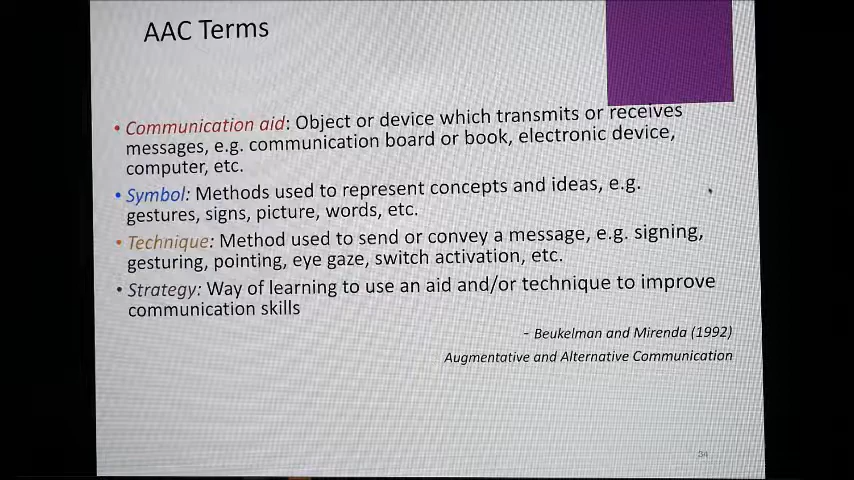 AAC Terms
• Communication aid: Object or device which transmits or receives
messages, e.g. communication board or book, electronic device,
computer, etc.
• Symbol: Methods used to represent concepts and ideas, e.g.
gestures, signs, picture, words, etc.
• Technique: Method used to send or convey a message, e.g. signing,
gesturing, pointing, eye gaze, switch activation, etc.
• Strategy: Way of learning to use an aid and/or technique to improve
communication skills
- Beukelman and Mirenda (1992)
Augmentative and Alternative Communication
34